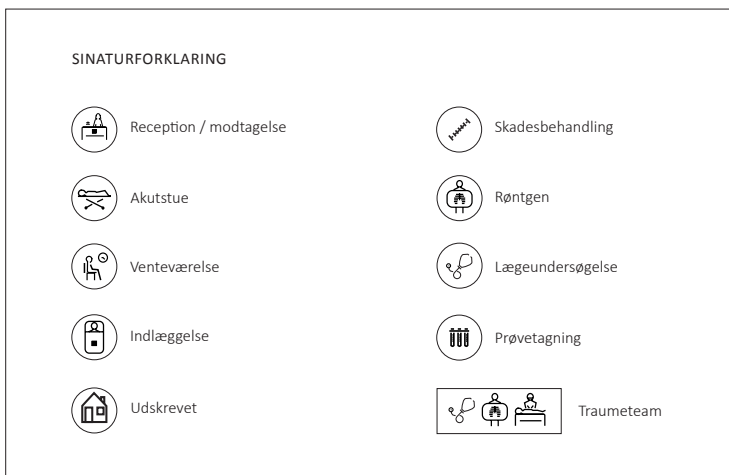 SINATURFORKLARING
Reception / modtagelse
Akutstue
Venteværelse
Indlæggelse
Udskrevet
Skadesbehandling
Røntgen
Lægeundersøgelse
Prøvetagning
Traumeteam